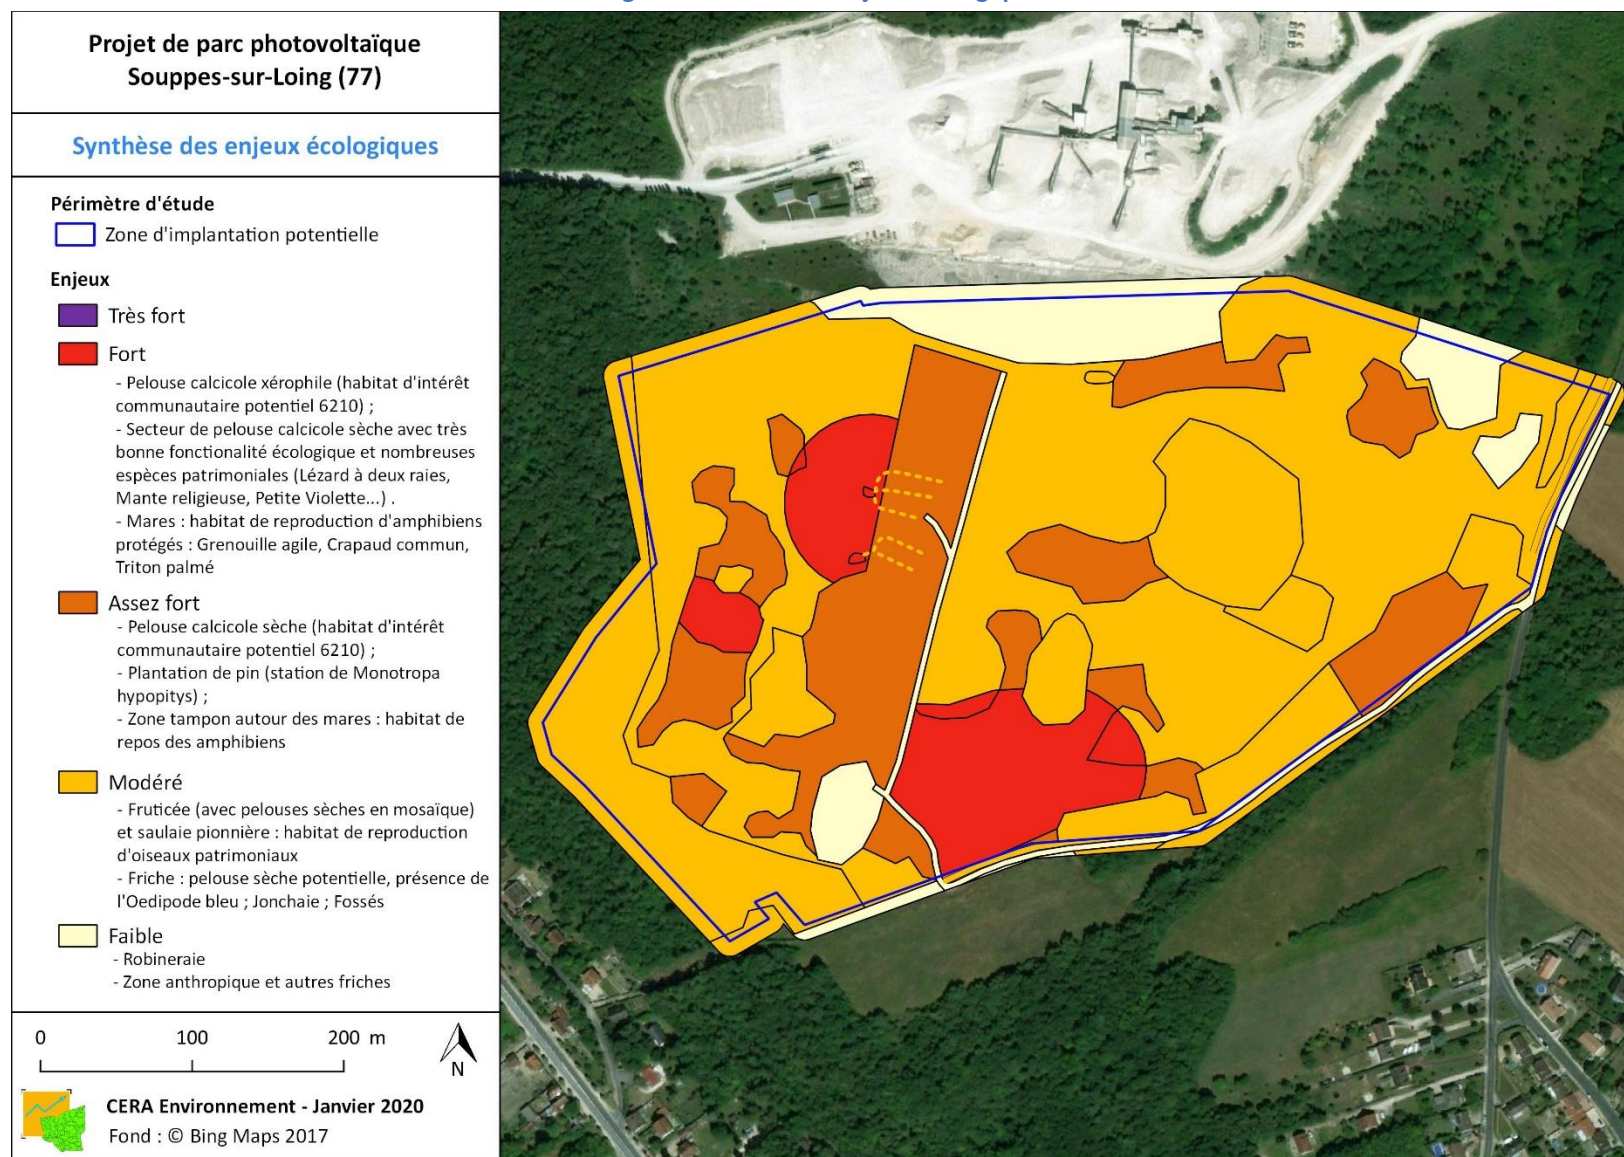 Projet de parc photovoltaïque
Souppes-sur-Loing (77)
Synthèse des enjeux écologiques
Périmètre d'étude
Zone d'implantation potentielle
Enjeux
Très fort
Fort
- Pelouse calcicole xérophile (habitat d'intérêt
communautaire potentiel 6210) ;
- Secteur de pelouse calcicole sèche avec très
bonne fonctionalité écologique et nombreuses
espèces patrimoniales (Lézard à deux raies,
Mante religieuse, Petite Violette...) .
- Mares : habitat de reproduction d'amphibiens
protégés : Grenouille agile, Crapaud commun,
Triton palmé
Assez fort
- Pelouse calcicole sèche (habitat d'intérêt
communautaire potentiel 6210) ;
- Plantation de pin (station de Monotropa
hypopitys) ;
- Zone tampon autour des mares : habitat de
repos des amphibiens
Modéré
- Fruticée (avec pelouses sèches en mosaïque)
et saulaie pionnière : habitat de reproduction
d'oiseaux patrimoniaux
- Friche : pelouse sèche potentielle, présence de
l'Oedipode bleu ; Jonchaie ; Fossés
Faible
- Robineraie
- Zone anthropique et autres friches
0 100 200 m
N
CERA Environnement - Janvier 2020
Fond : © Bing Maps 2017